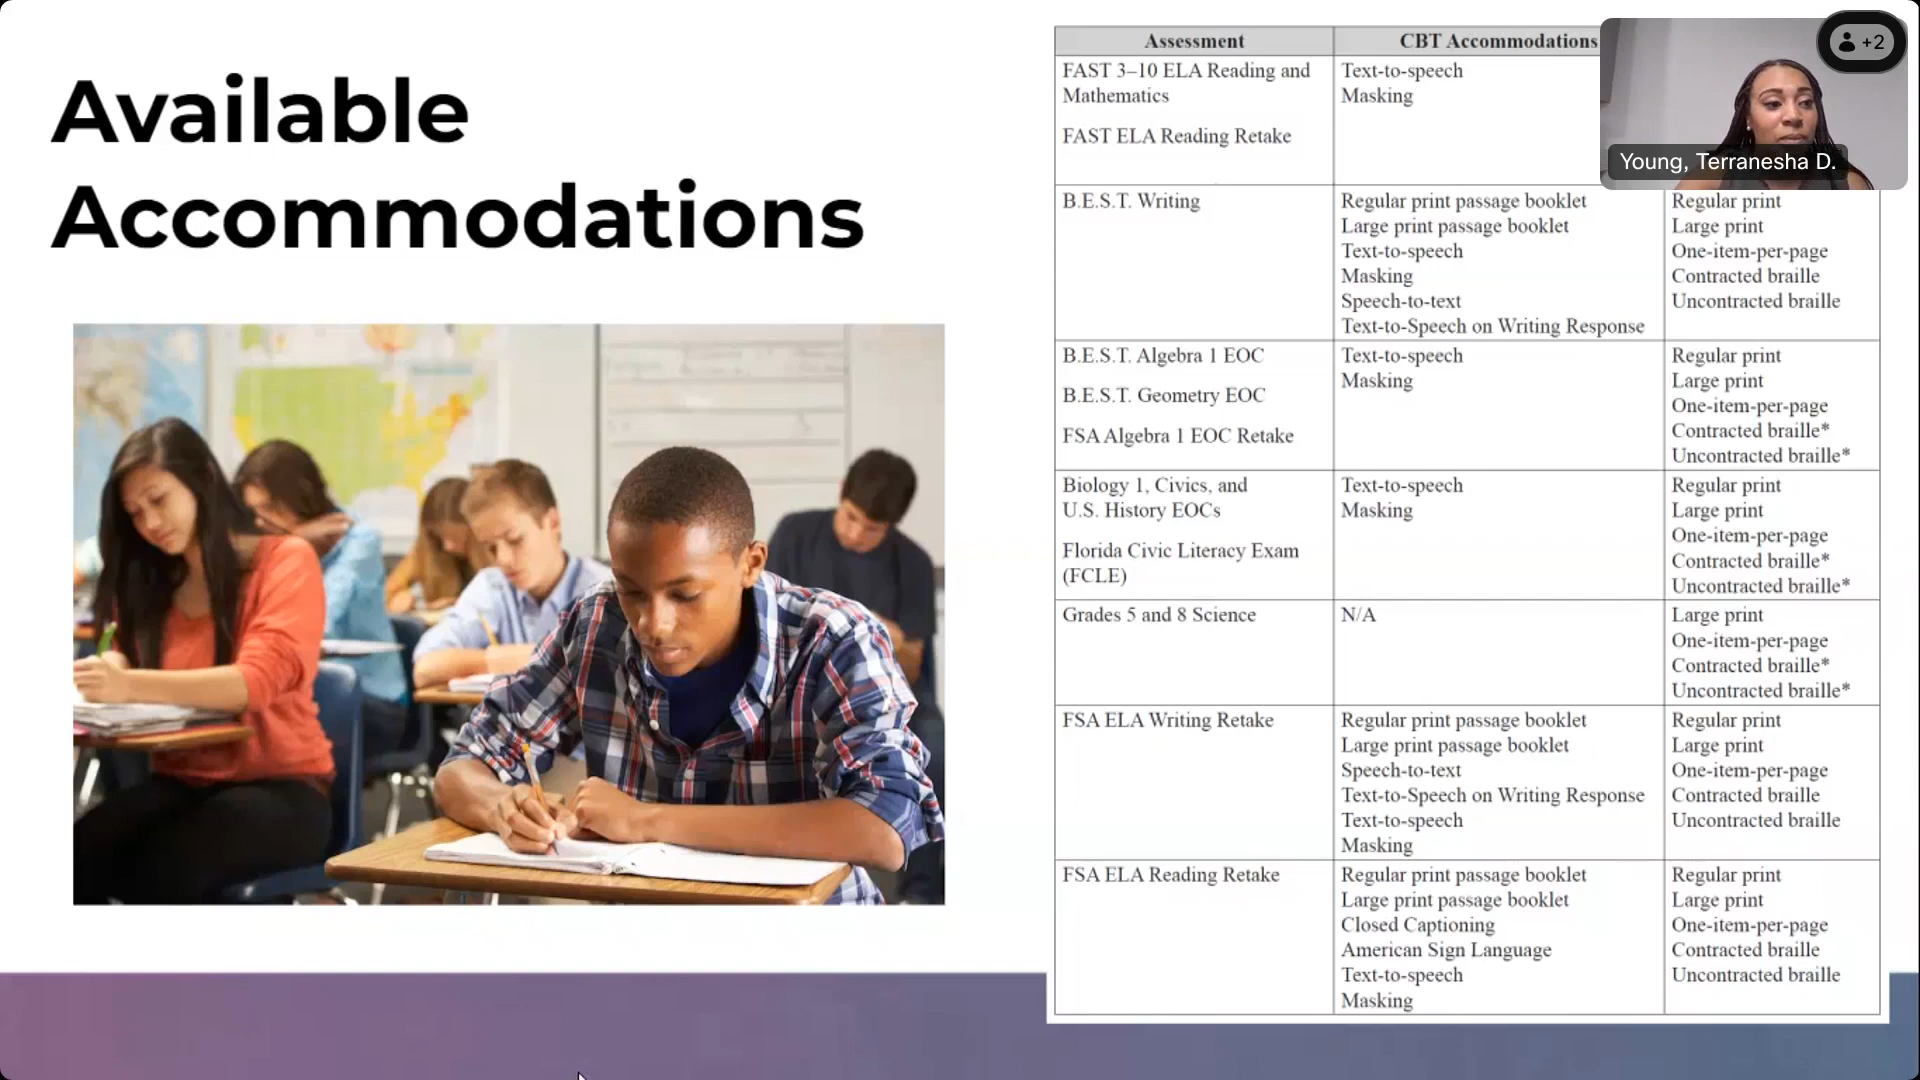 Available
Accommodations
Assessment
CBT Accommodations
FAST 3–10 ELA Reading and
Mathematics
FAST ELA Reading Retake
Text-to-speech
Masking
B.E.S.T. Writing
Regular print passage booklet
Large print passage booklet
Text-to-speech
Masking
Speech-to-text
Text-to-Speech on Writing Response
Regular print
Large print
One-item-per-page
Contracted braille
Uncontracted braille
B.E.S.T. Algebra 1 EOC
B.E.S.T. Geometry EOC
FSA Algebra 1 EOC Retake
Text-to-speech
Masking
Regular print
Large print
One-item-per-page
Contracted braille*
Uncontracted braille*
Biology 1, Civics, and
U.S. History EOCs
Florida Civic Literacy Exam
(FCLE)
Text-to-speech
Masking
Regular print
Large print
One-item-per-page
Contracted braille*
Uncontracted braille*
Grades 5 and 8 Science
N/A
Large print
One-item-per-page
Contracted braille*
Uncontracted braille*
FSA ELA Writing Retake
Regular print passage booklet
Large print passage booklet
Speech-to-text
Text-to-Speech on Writing Response
Text-to-speech
Masking
Regular print
Large print
One-item-per-page
Contracted braille
Uncontracted braille
FSA ELA Reading Retake
Regular print passage booklet
Large print passage booklet
Closed Captioning
American Sign Language
Text-to-speech
Masking
Regular print
Large print
One-item-per-page
Contracted braille
Uncontracted braille
+2
Young, Terranesha D.